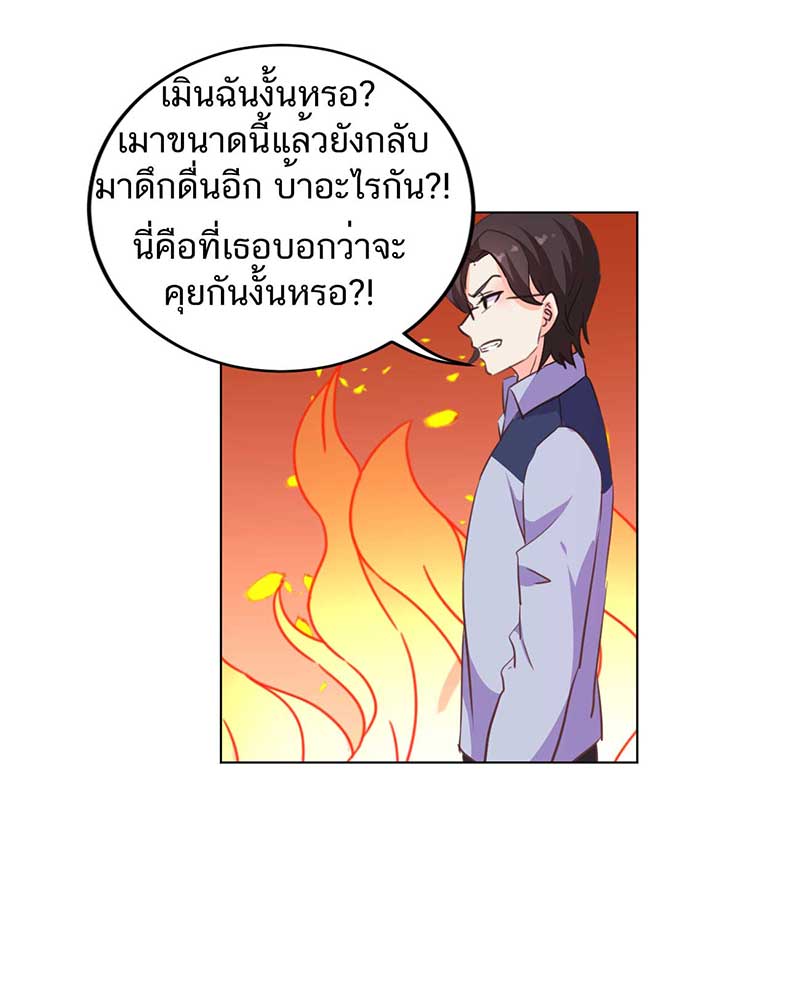 เมินฉันงั้นหรอ?
เมาขนาดนี้แล้วยังกลับ
มาดึกดื่นอีก บ้าอะไรกัน?!
นี่คือที่เธอบอกว่าจะ
คุยกันงั้นหรอ?!